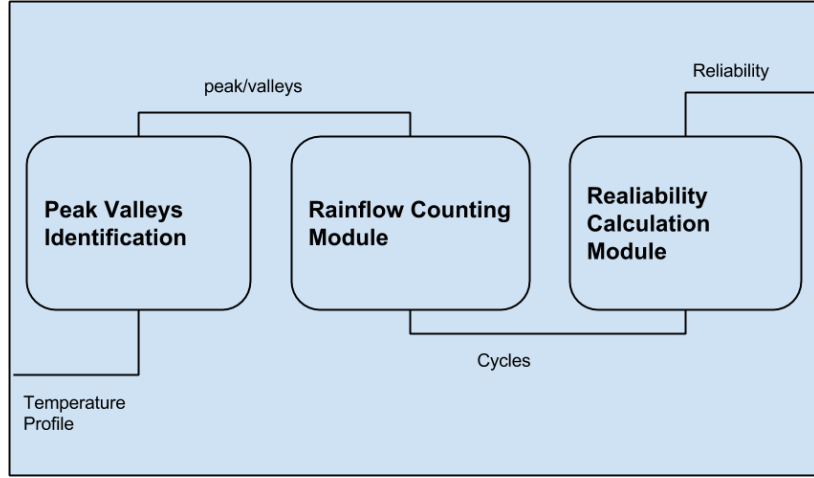 peak/valleys
Reliability
Peak Valleys
Identification
Rainflow Counting
Module
Realiability
Calculation
Module
Cycles
Temperature
Profile